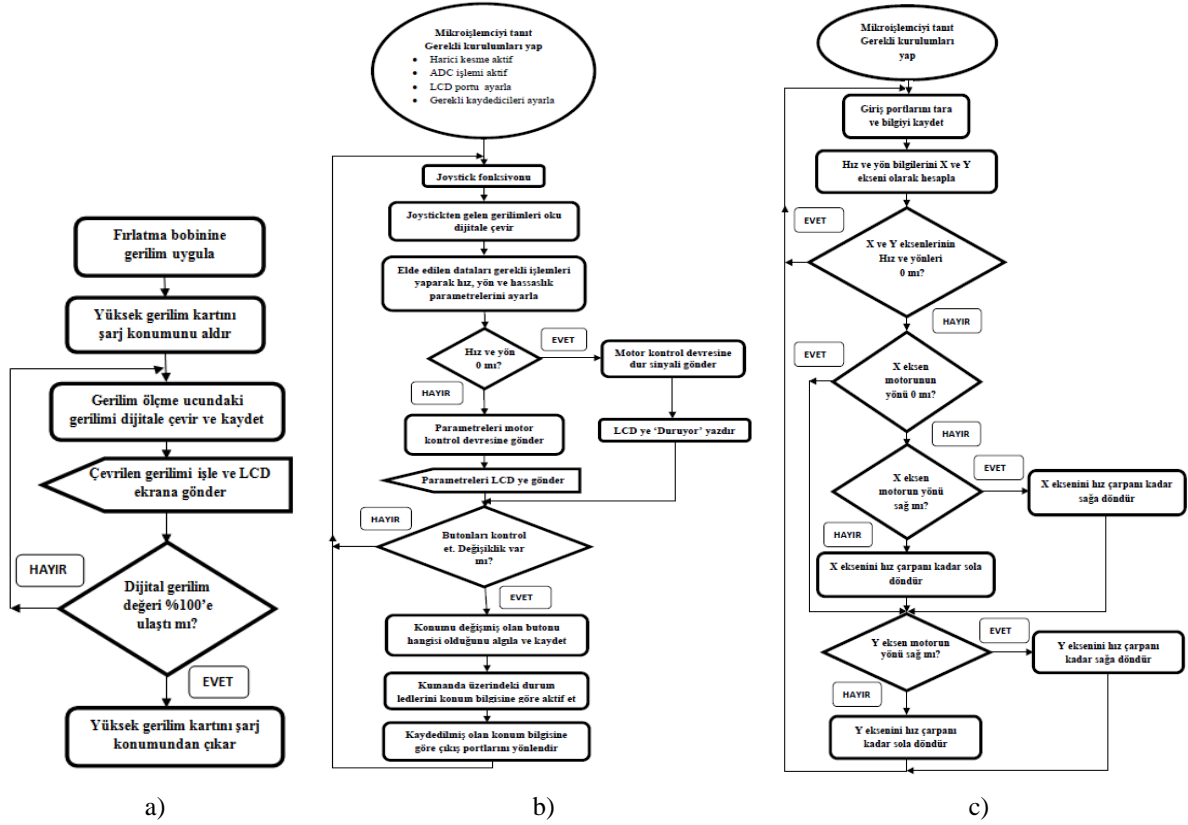 Fırlatma bobinine
gerilim uygula
Yüksek gerilim kartını
şarj konumunu aldır
Gerilim ölçme ucundaki
gerilimi dijitale çevir ve kaydet
Çevrilen gerilimi işle ve LCD
ekrana gönder
HAYIR
Dijital gerilim
değeri %100’e
ulaştı mı?
EVET
Yüksek gerilim kartını şarj
konumundan çıkar
a)
Mikroişlemciyi tanıt
Gerekli kurulumları yap
• Harici kesme aktif
• ADC işlemi aktif
• LCD portu ayarla
• Gerekli kaydedicileri ayarla
Joystick fonksivonu
Joystickten gelen gerilimleri oku
dijitale çevir
Elde edilen dataları gerekli işlemleri
yaparak hız, yön ve hassaslık
parametrelerini ayarla
Hız ve yön
0 mı?
EVET
Motor kontrol devresine
dur sinyali gönder
HAYIR
Parametreleri motor
kontrol devresine gönder
LCD ye ‘Duruyor’ yazdır
Parametreleri LCD ye gönder
HAYIR
Butonları kontrol
et. Değişiklik var
mı?
EVET
Konumu değişmiş olan butonu
hangisi olduğunu algıla ve kaydet
Kumanda üzerindeki durum
ledlerini konum bilgisine göre aktif et
Kaydedilmiş olan konum bilgisine
göre çıkış portlarını yönlendir
b)
Mikroişlemciyi tanıt
Gerekli kurulumları
yap
Giriş portlarını tara
ve bilgiyi kaydet
Hız ve yön bilgilerini X ve Y
ekseni olarak hesapla
EVET
X ve Y eksenlerinin
Hız ve yönleri
0 mı?
HAYIR
EVET
X eksen
motorunun
yönü 0 mı?
HAYIR
X eksen
motorun yönü
sağ mı?
EVET
X eksenini hız çarpanı kadar
sağa döndür
HAYIR
X eksenini hız çarpanı kadar sola
döndür
Y eksen motorun
yönü sağ mı?
EVET
Y eksenini hız çarpanı
kadar sağa döndür
HAYIR
Y eksenini hız çarpanı
kadar sola döndür
c)